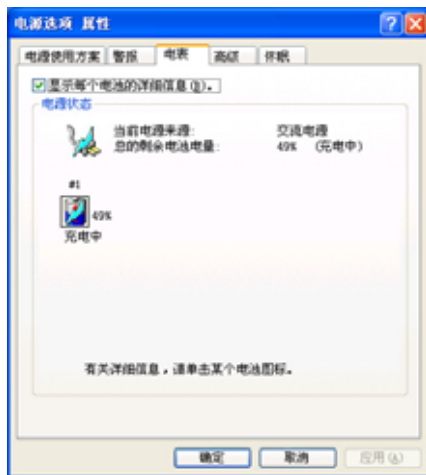 电源选项 属性
电源使用方案 警报 电表 高级 休眠
显示每个电池的详细信息(D)。
电源状态
当前电源来源: 交流电源
总的剩余电池电量: 49% (充电中)
#1
49%
充电中
有关详细信息，请单击某个电池图标。
确定 取消 应用(A)